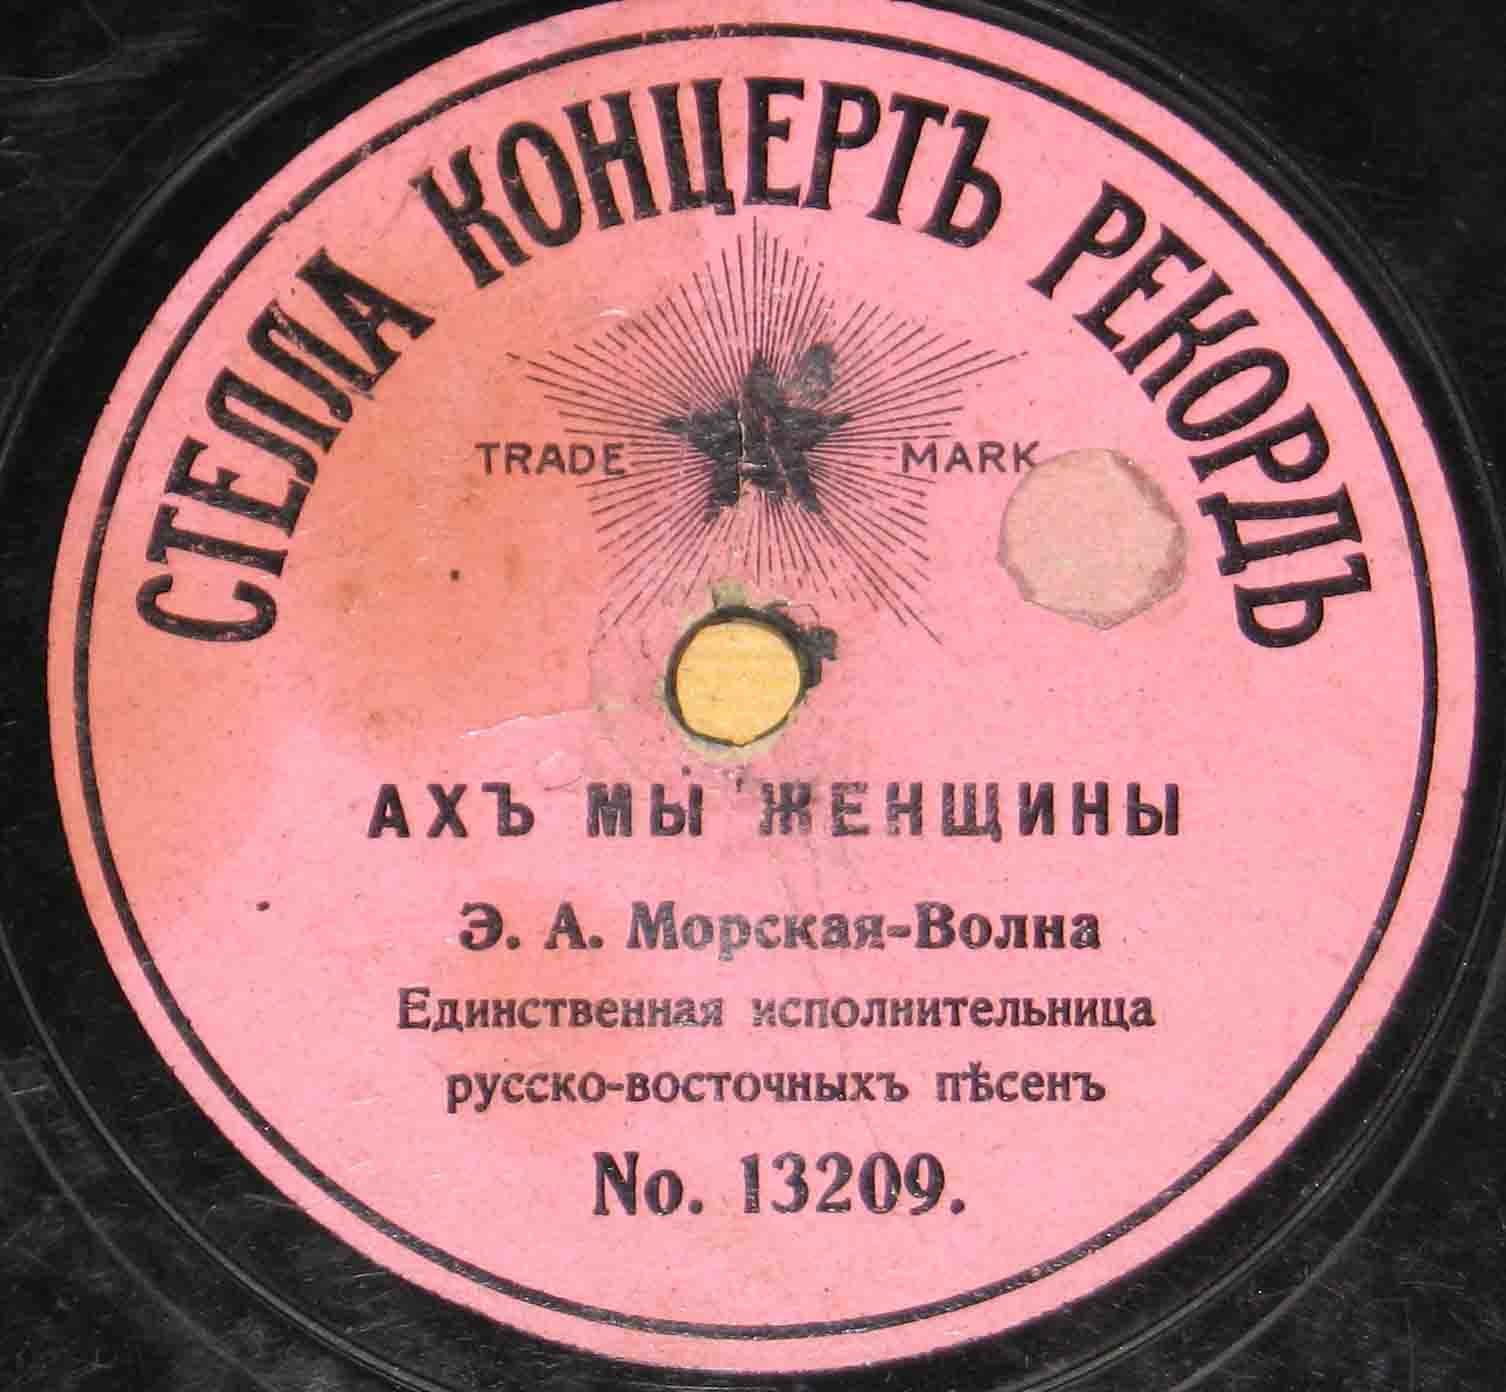 СТЕЛЛА КОНЦЕРТЪ РЕКОРДЪ
TRADE MARK
АХЪ МЫ ЖЕНЩИНЫ
Э. А. Морская-Волна
Единственная исполнительница
русско-восточныхъ пѣсенъ
No. 13209.